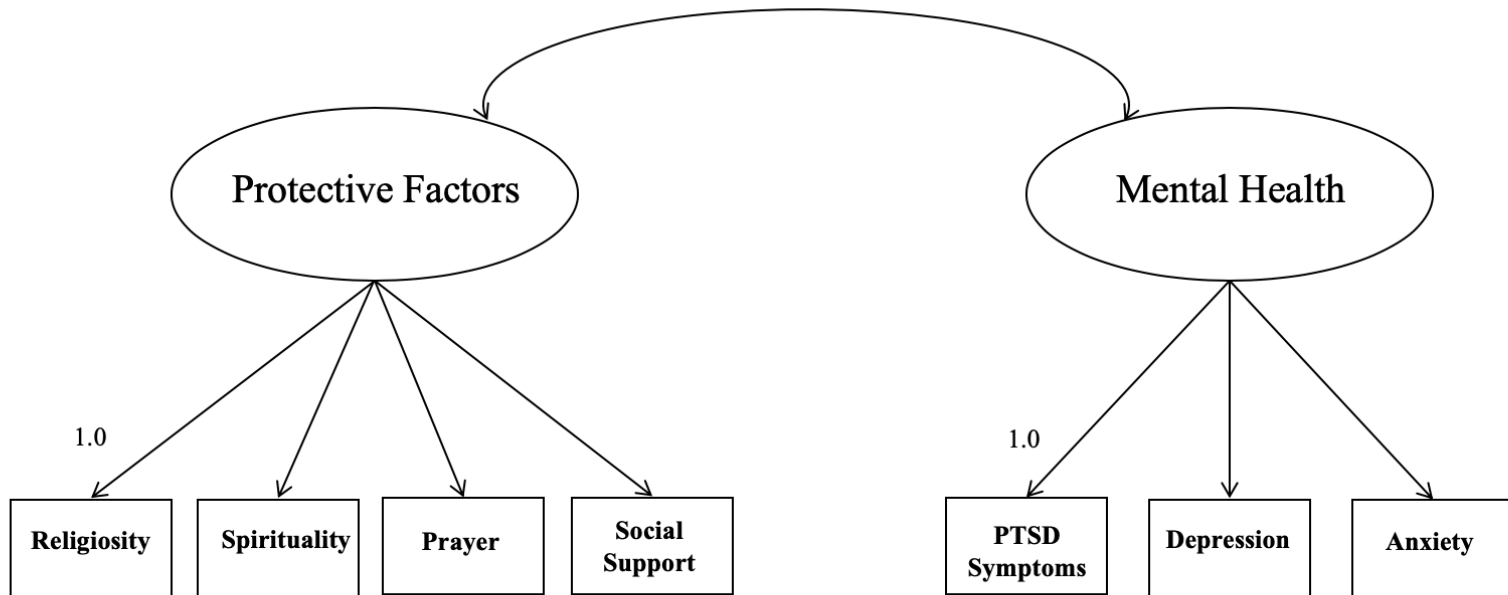 Protective Factors
Mental Health
1.0
1.0
Religiosity
Spirituality
Prayer
Social
Support
PTSD
Symptoms
Depression
Anxiety